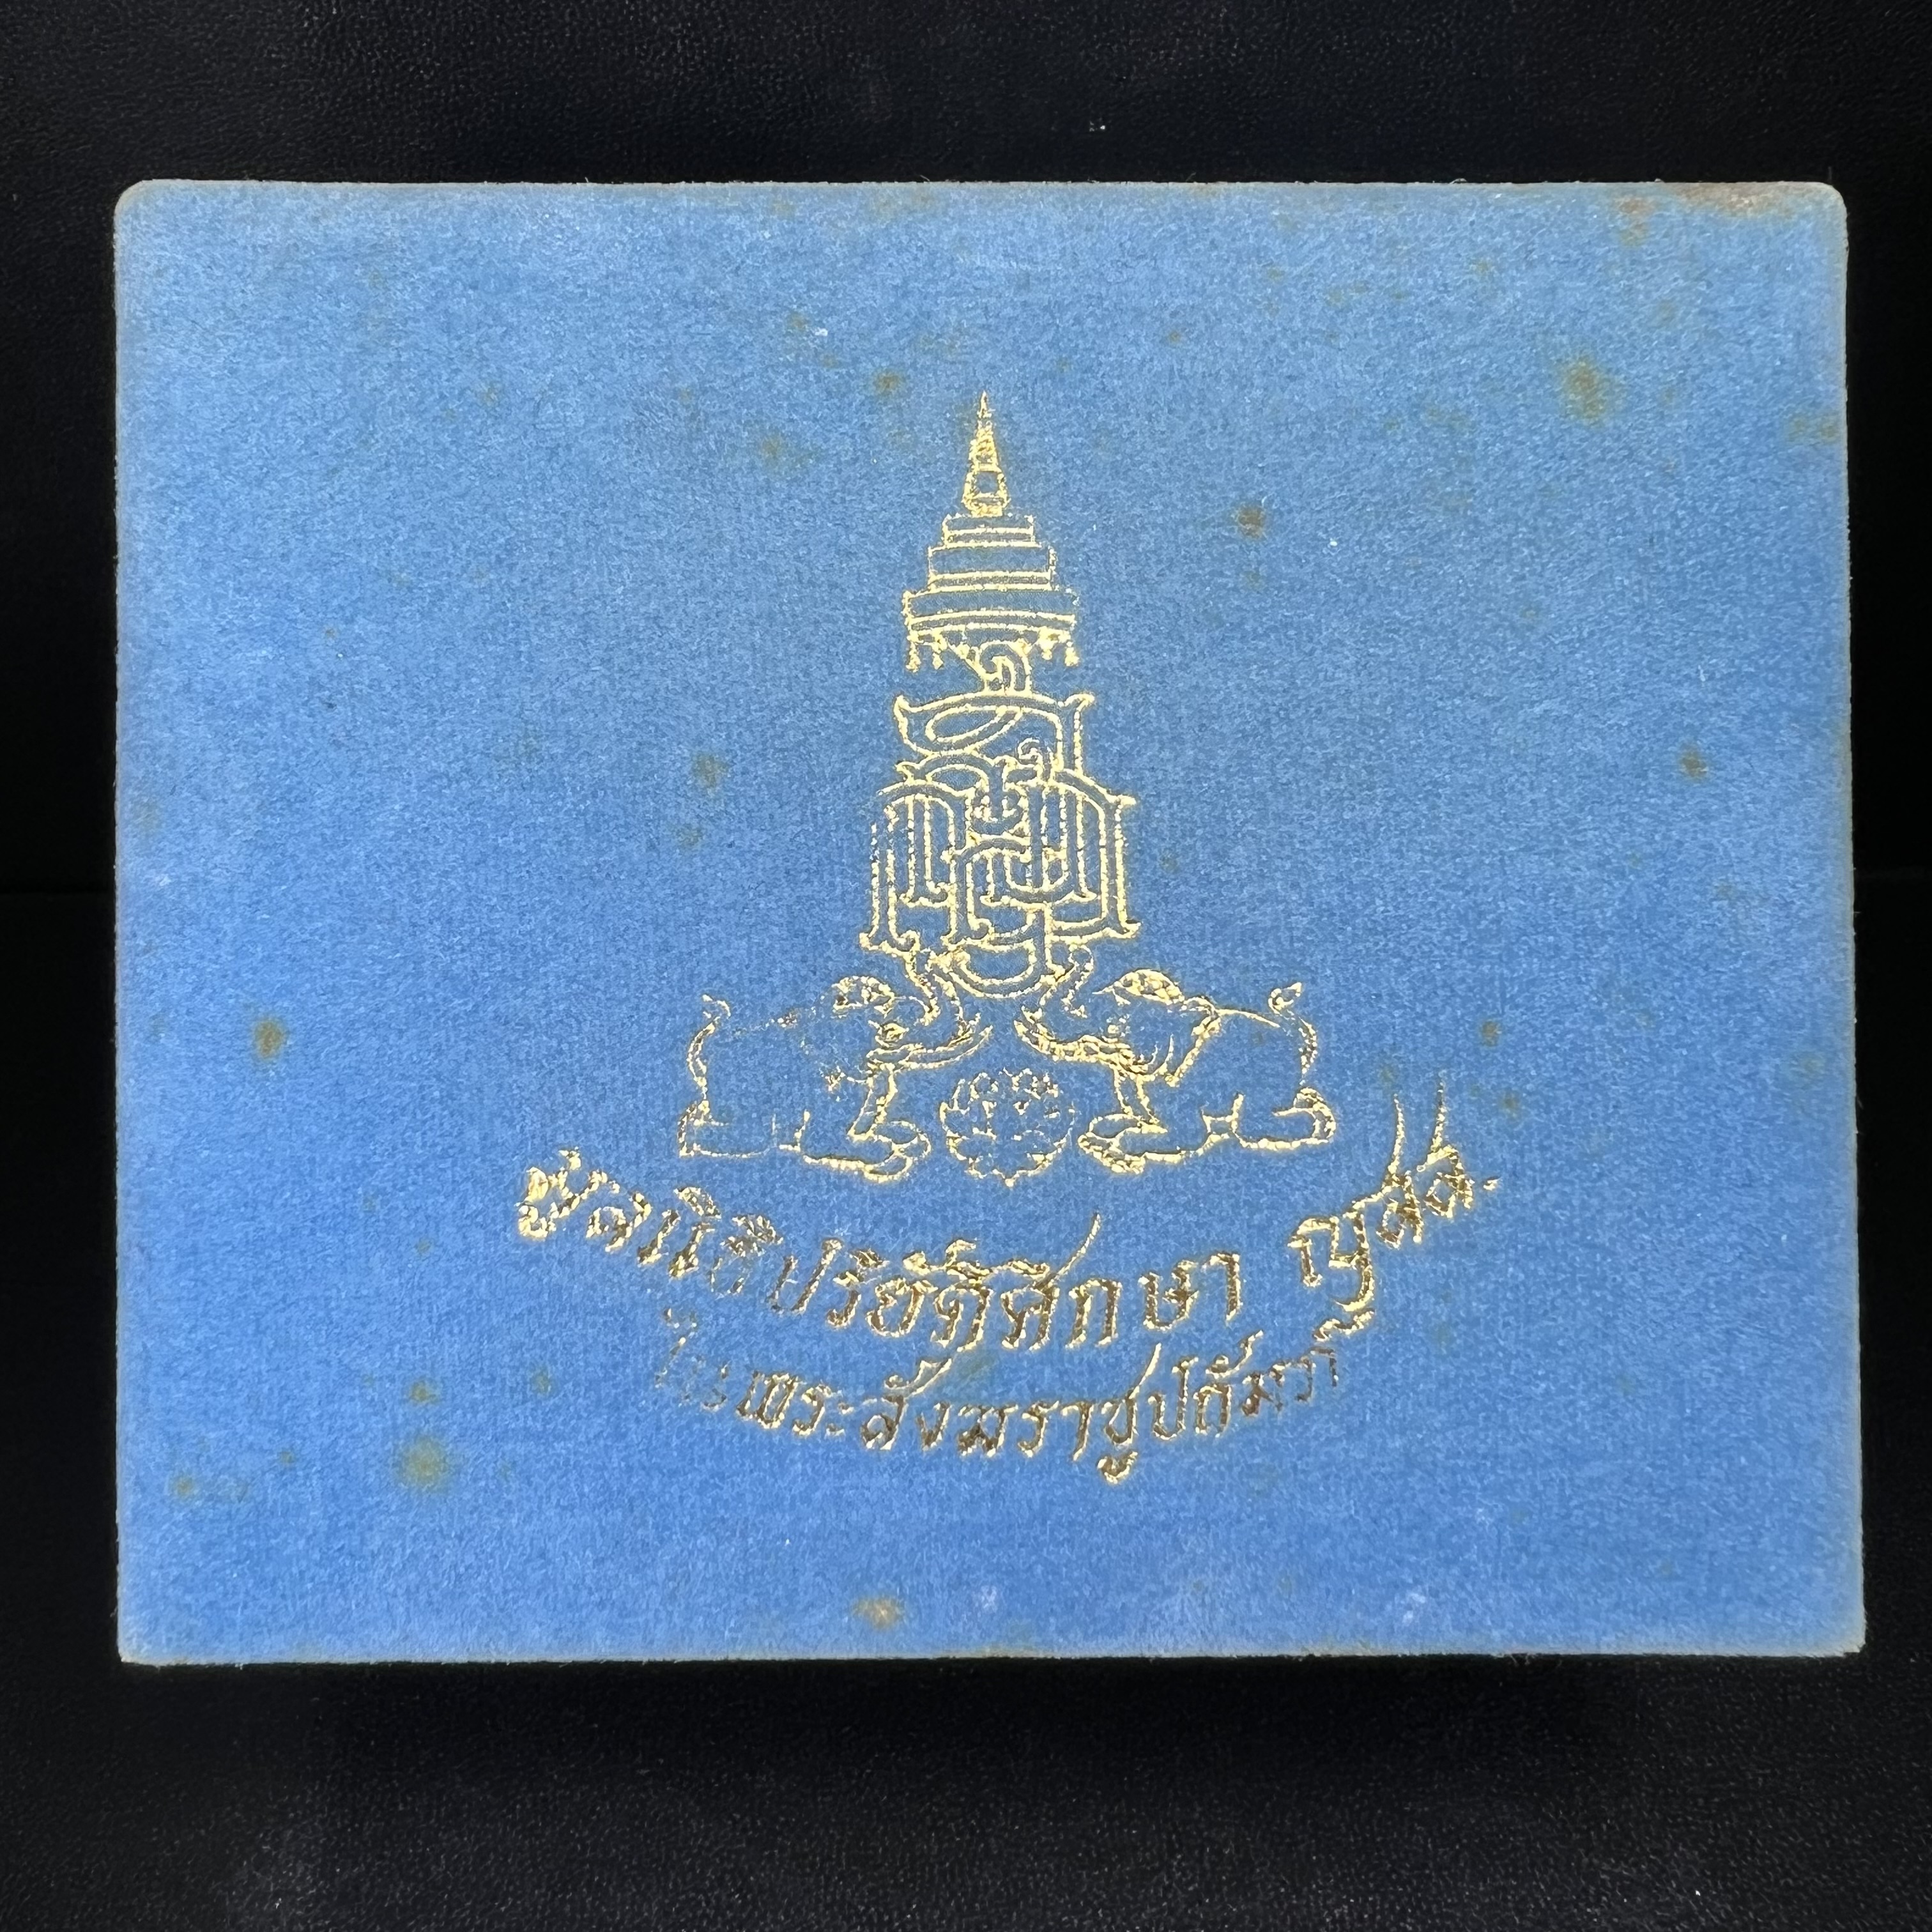 มูลนิธิปริยัติศึกษา ญสส.
ในพระสังฆราชูปถัมภ์